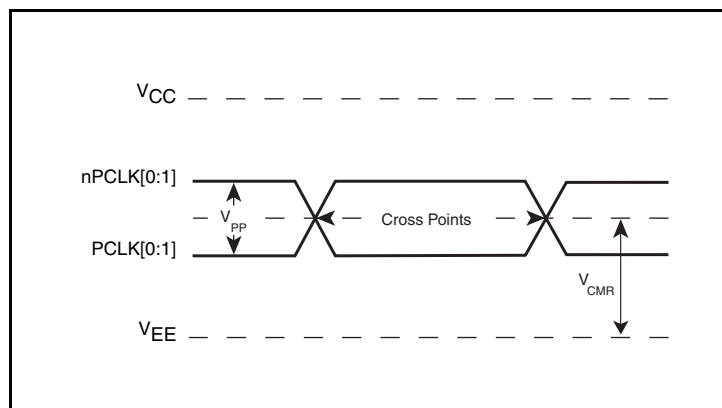 VCC
nPCLK[0:1]
VPP
Cross Points
PCLK[0:1]
VCMR
VEE